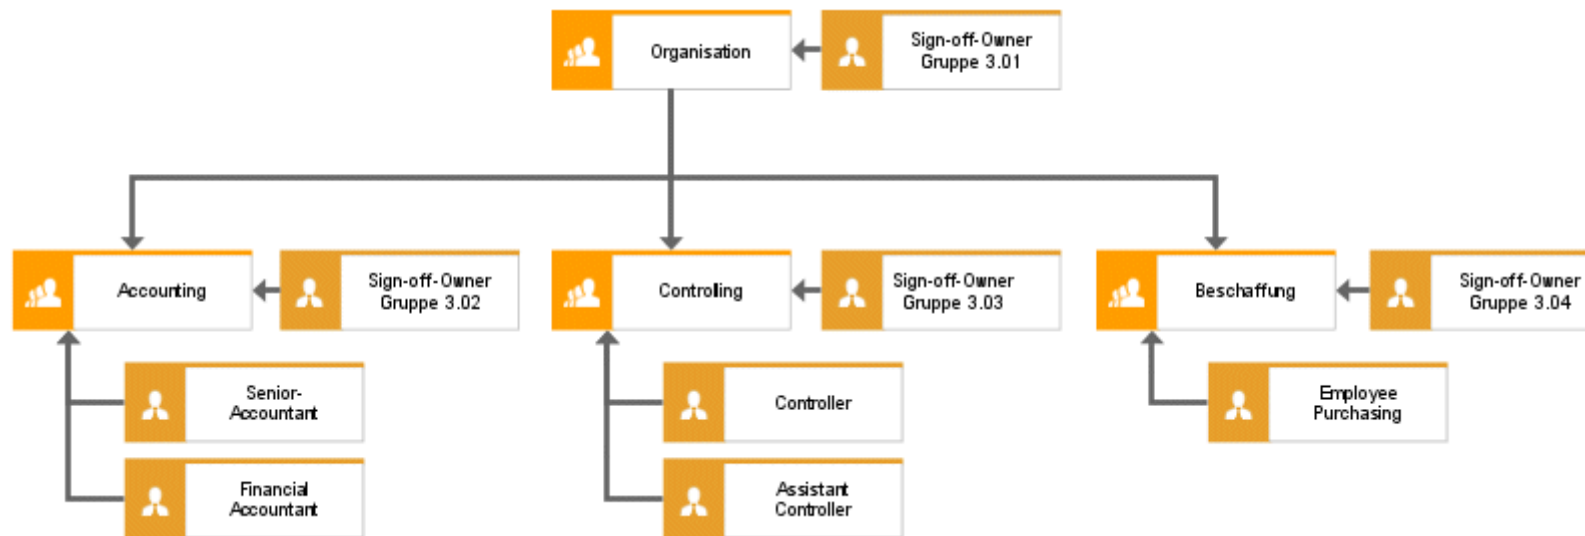 Organisation
Sign-off-Owner
Gruppe 3.01
Accounting
Sign-off-Owner
Gruppe 3.02
Controlling
Sign-off-Owner
Gruppe 3.03
Beschaffung
Sign-off-Owner
Gruppe 3.04
Senior-
Accountant
Controller
Employee
Purchasing
Financial
Accountant
Assistant
Controller